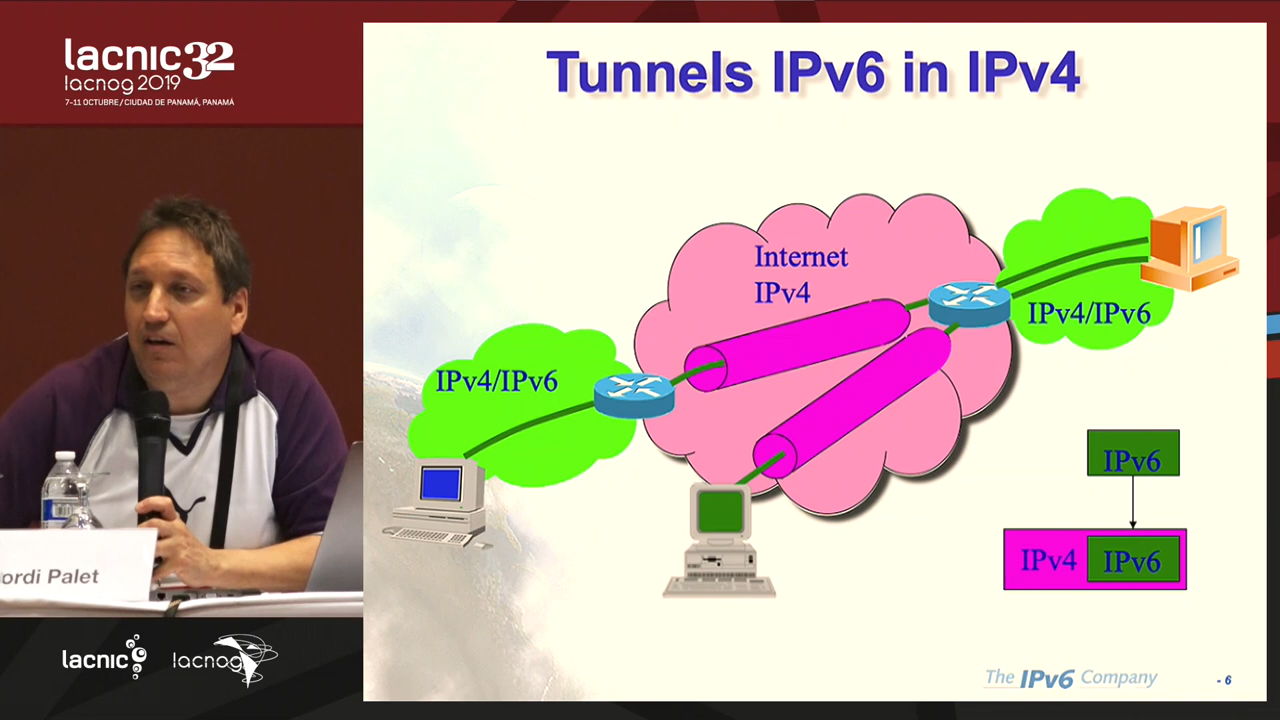 lacnic32
lacnog 2019
7-11 OCTUBRE / CIUDAD DE PANAMÁ, PANAMÁ
Tunnels IPv6 in IPv4
Internet
IPv4
IPv4/IPv6
IPv4/IPv6
IPv6
IPv4 IPv6
ordi Palet
lacnic
lacnog
The IPv6 Company
- 6